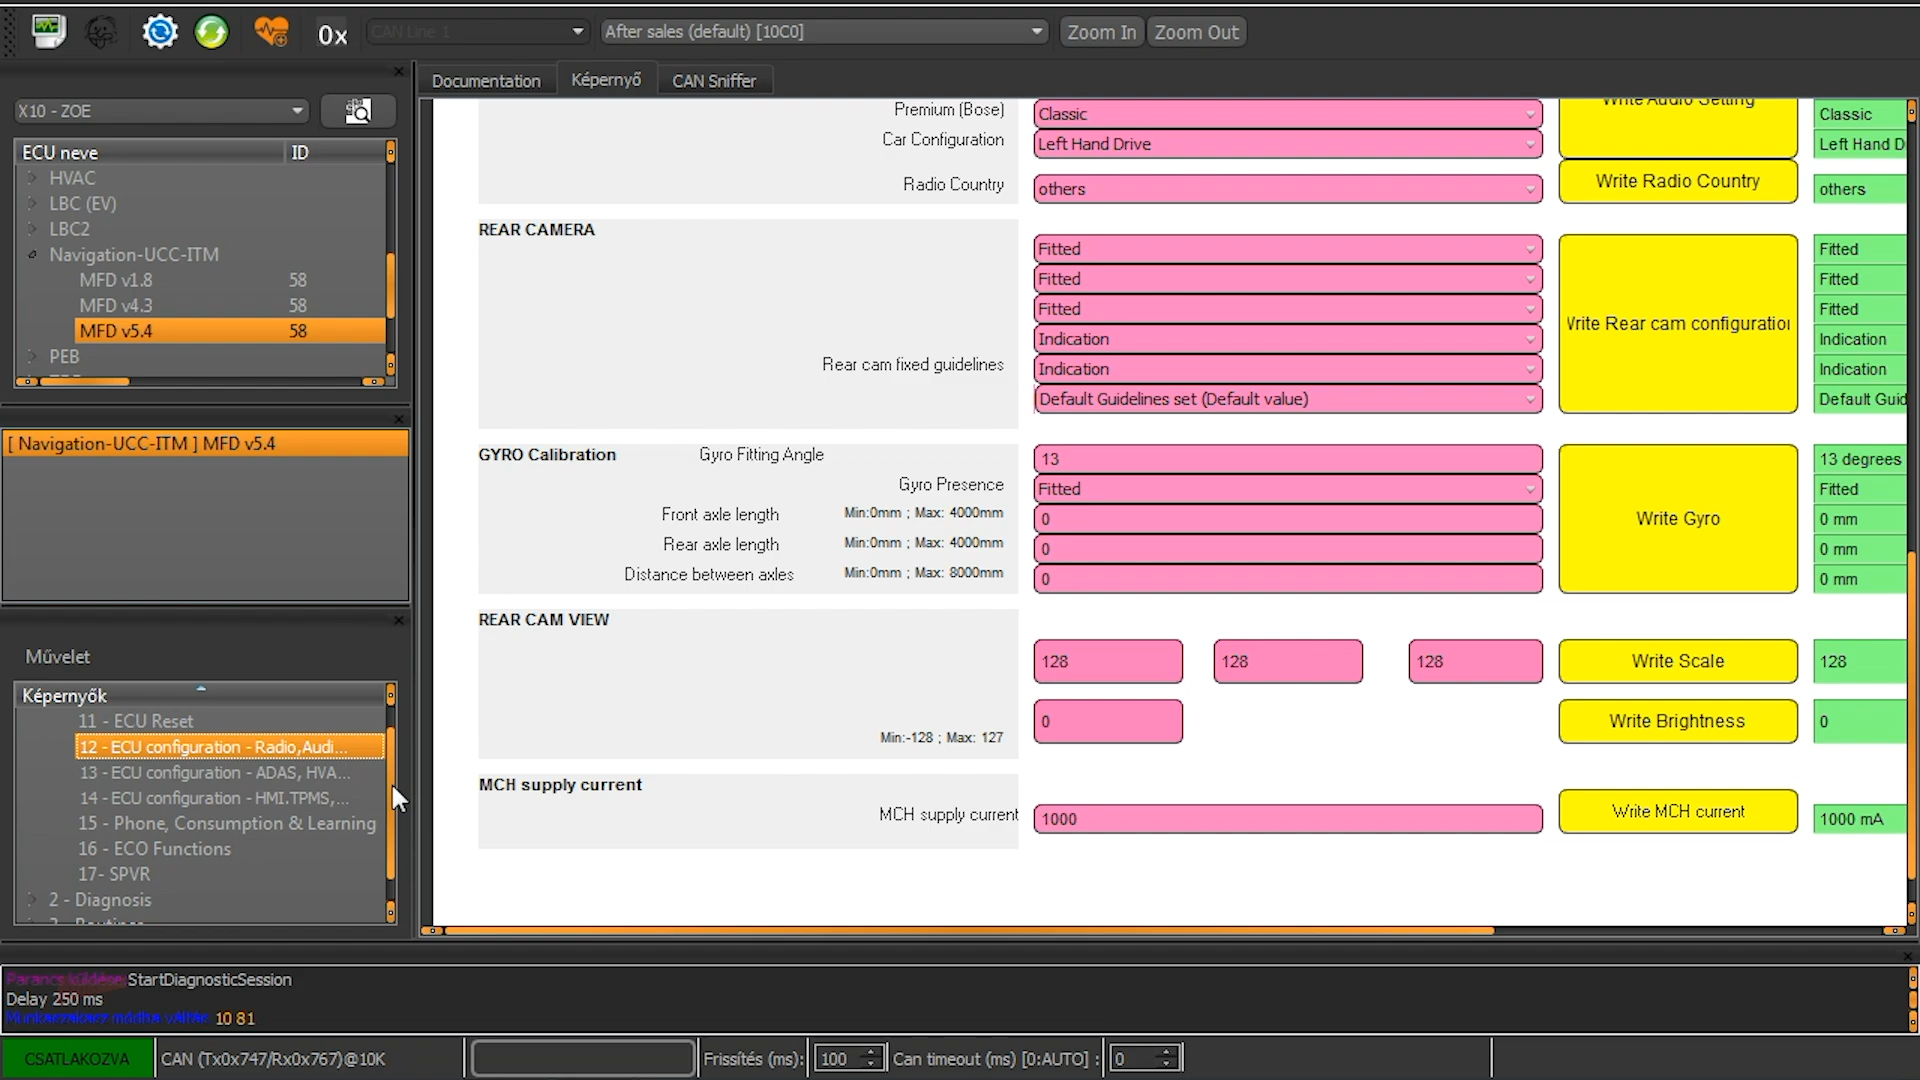 0x
CAN Line 1
After sales (default) [10C0]
Zoom In
Zoom Out
Documentation
Képernyő
CAN Sniffer
X10 - ZOE
ECU neve
ID
HVAC
LBC (EV)
LBC2
Navigation-UCC-ITM
MFD v1.8 58
MFD v4.3 58
MFD v5.4 58
PEB
[ Navigation-UCC-ITM ] MFD v5.4
Művelet
Képernyők
11 - ECU Reset
12 - ECU configuration - Radio,Audi...
13 - ECU configuration - ADAS, HVA...
14 - ECU configuration - HMI.TPMS,...
15 - Phone, Consumption & Learning
16 - ECO Functions
17- SPVR
2 - Diagnosis
Premium (Bose) Classic Write Audio Setting Classic
Car Configuration Left Hand Drive Left Hand D
Radio Country others Write Radio Country others
REAR CAMERA
Fitted Fitted
Fitted Fitted
Fitted Fitted
Write Rear cam configuration
Indication Indication
Rear cam fixed guidelines Indication Indication
Default Guidelines set (Default value) Default Guid
GYRO Calibration Gyro Fitting Angle 13 13 degrees
Gyro Presence Fitted Fitted
Front axle length Min:0mm ; Max: 4000mm 0 Write Gyro 0 mm
Rear axle length Min:0mm ; Max: 4000mm 0 0 mm
Distance between axles Min:0mm ; Max: 8000mm 0 0 mm
REAR CAM VIEW
128 128 128 Write Scale 128
0 Write Brightness 0
Min:-128 ; Max: 127
MCH supply current
MCH supply current 1000 Write MCH current 1000 mA
Parancs küldése: StartDiagnosticSession
Delay 250 ms
10 81
CSATLAKOZVA
CAN (Tx0x747/Rx0x767)@10K
Frissítés (ms): 100
Can timeout (ms) [0:AUTO] : 0